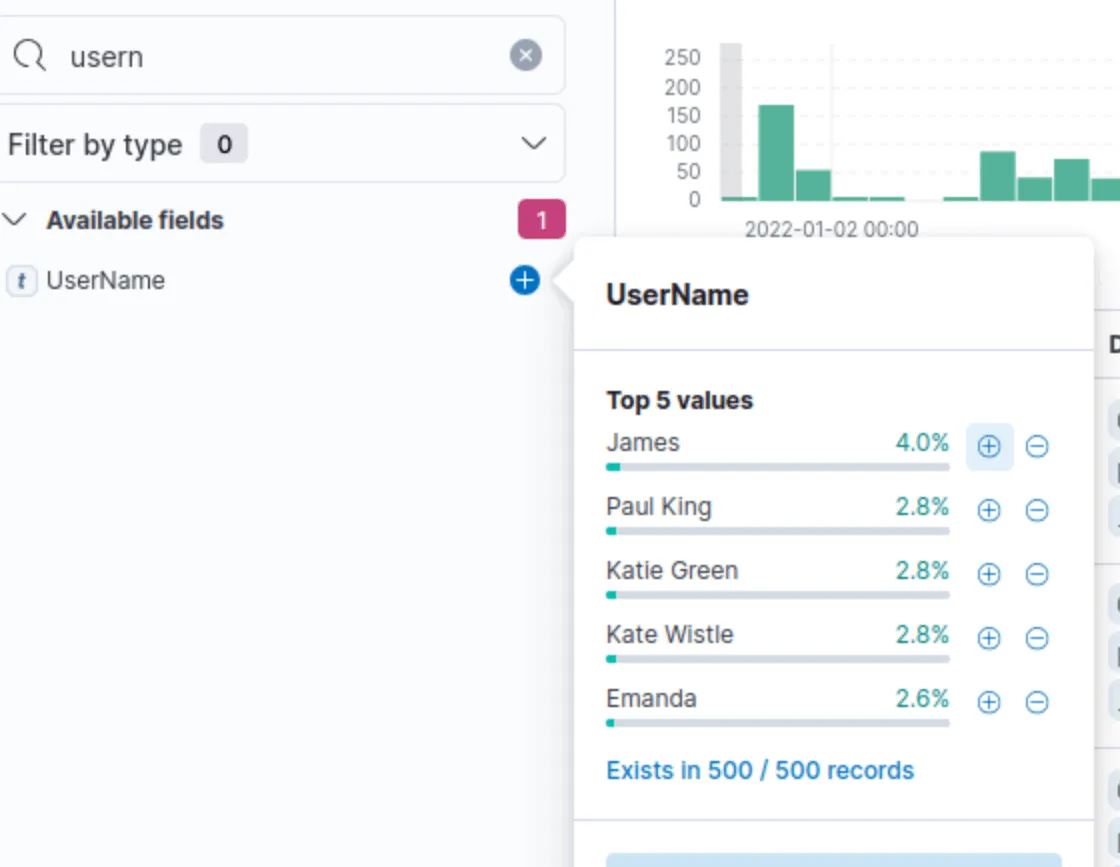 usern
Filter by type 0
Available fields 1
t UserName
250
200
150
100
50
0
2022-01-02 00:00
UserName
Top 5 values
James 4.0%
Paul King 2.8%
Katie Green 2.8%
Kate Wistle 2.8%
Emanda 2.6%
Exists in 500 / 500 records